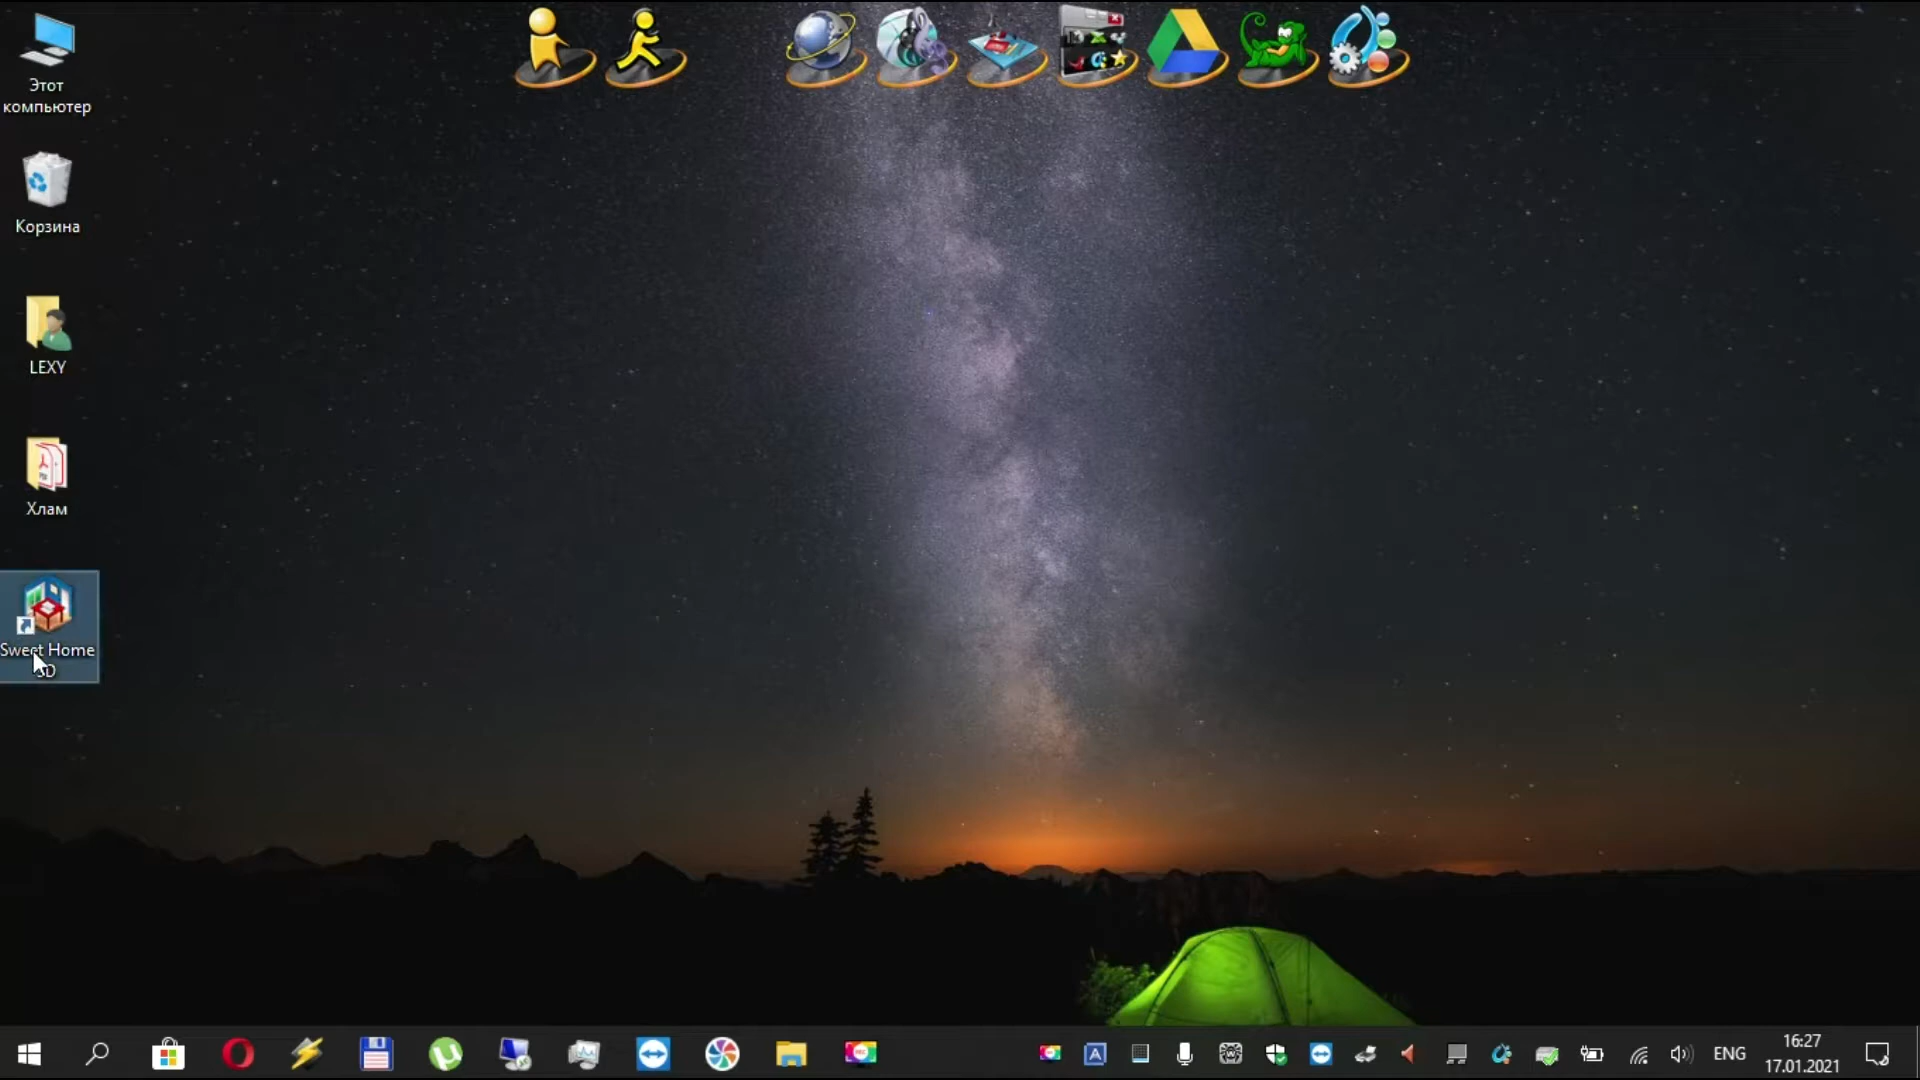 Этот
компьютер
Корзина
LEXY
Хлам
Sweet Home
3D
ENG
16:27
17.01.2021